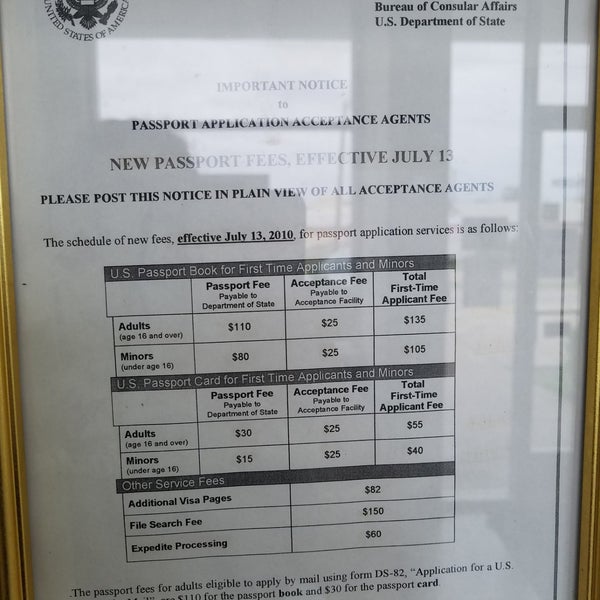 UNITED STATES OF AMERICA
Bureau of Consular Affairs
U.S. Department of State
IMPORTANT NOTICE
to
PASSPORT APPLICATION ACCEPTANCE AGENTS
NEW PASSPORT FEES, EFFECTIVE JULY 13
PLEASE POST THIS NOTICE IN PLAIN VIEW OF ALL ACCEPTANCE AGENTS
The schedule of new fees, effective July 13, 2010, for passport application services is as follows:
U.S. Passport Book for First Time Applicants and Minors
Passport Fee Acceptance Fee Total
Payable to Payable to First-Time
Department of State Acceptance Facility Applicant Fee
Adults $110 $25 $135
(age 16 and over)
Minors $80 $25 $105
(under age 16)
U.S. Passport Card for First Time Applicants and Minors
Passport Fee Acceptance Fee Total
Payable to Payable to First-Time
Department of State Acceptance Facility Applicant Fee
Adults $30 $25 $55
(age 16 and over)
Minors $15 $25 $40
(under age 16)
Other Service Fees
Additional Visa Pages $82
File Search Fee $150
Expedite Processing $60
The passport fees for adults eligible to apply by mail using form DS-82, "Application for a U.S.
$110 for the passport book and $30 for the passport card.